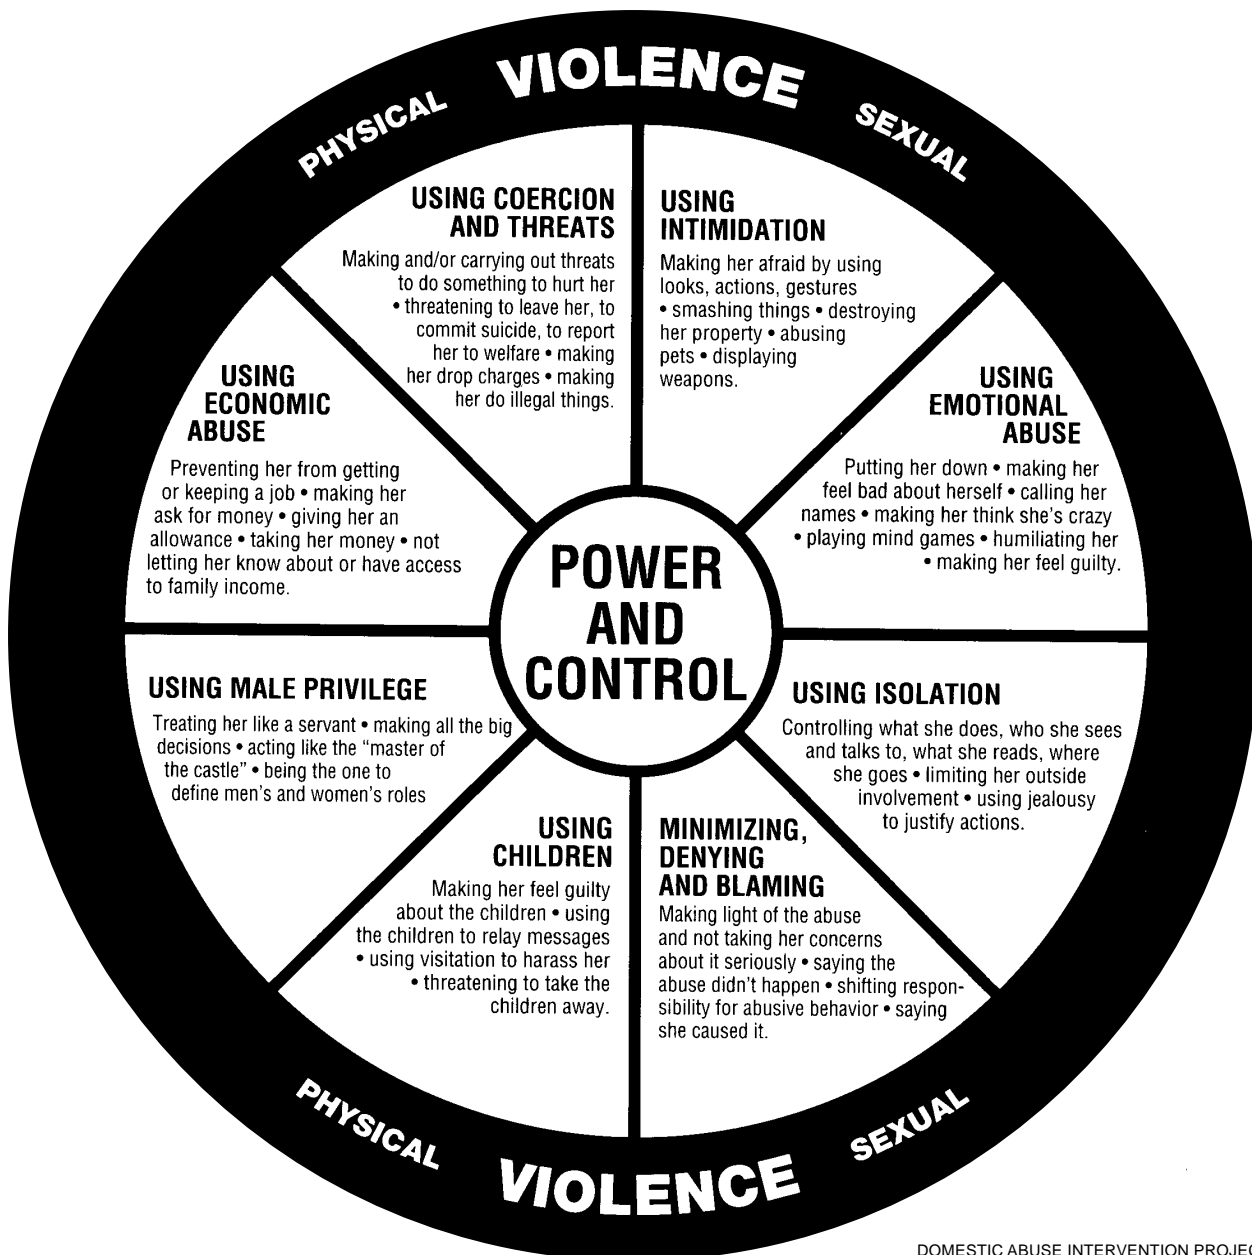 PHYSICAL VIOLENCE SEXUAL
USING COERCION
AND THREATS
Making and/or carrying out threats
to do something to hurt her
• threatening to leave her, to
commit suicide, to report
her to welfare • making
her drop charges • making
her do illegal things.
USING
INTIMIDATION
Making her afraid by using
looks, actions, gestures
• smashing things • destroying
her property • abusing
pets • displaying
weapons.
USING
ECONOMIC
ABUSE
Preventing her from getting
or keeping a job • making her
ask for money • giving her an
allowance • taking her money • not
letting her know about or have access
to family income.
USING
EMOTIONAL
ABUSE
Putting her down • making her
feel bad about herself • calling her
names • making her think she's crazy
• playing mind games • humiliating her
• making her feel guilty.
POWER
AND
CONTROL
USING MALE PRIVILEGE
Treating her like a servant • making all the big
decisions • acting like the “master of
the castle” • being the one to
define men's and women's roles
USING ISOLATION
Controlling what she does, who she sees
and talks to, what she reads, where
she goes • limiting her outside
involvement • using jealousy
to justify actions.
USING
CHILDREN
Making her feel guilty
about the children • using
the children to relay messages
• using visitation to harass her
• threatening to take the
children away.
MINIMIZING,
DENYING
AND BLAMING
Making light of the abuse
and not taking her concerns
about it seriously • saying the
abuse didn't happen • shifting respon-
sibility for abusive behavior • saying
she caused it.
PHYSICAL VIOLENCE SEXUAL
DOMESTIC ABUSE INTERVENTION